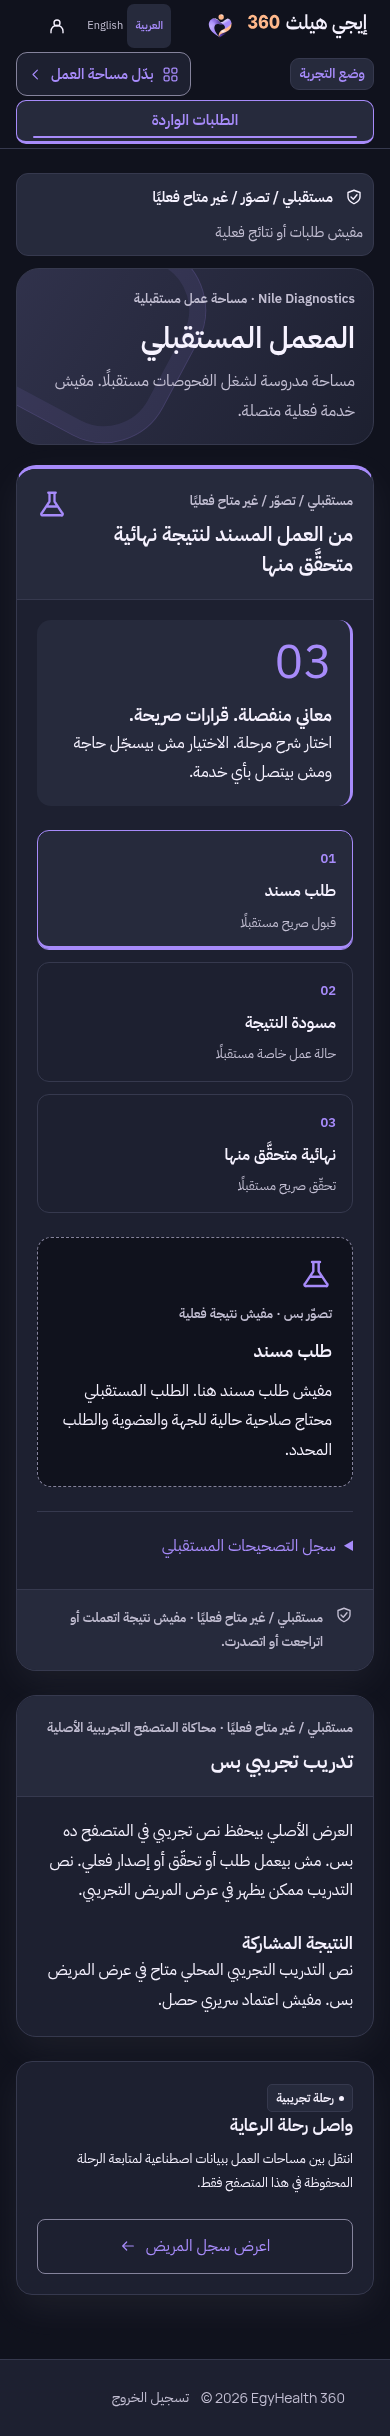 إيجي هيلث 360
العربية
English
وضع التجربة
بدّل مساحة العمل
الطلبات الواردة
مستقبلي / تصوّر / غير متاح فعليًا
مفيش طلبات أو نتائج فعلية
Nile Diagnostics · مساحة عمل مستقبلية
المعمل المستقبلي
مساحة مدروسة لشغل الفحوصات مستقبلًا. مفيش
خدمة فعلية متصلة.
مستقبلي / تصوّر / غير متاح فعليًا
من العمل المسند لنتيجة نهائية
متحقَّق منها
03
معاني منفصلة. قرارات صريحة.
اختار شرح مرحلة. الاختيار مش بيسجّل حاجة
ومش بيتصل بأي خدمة.
01
طلب مسند
قبول صريح مستقبلًا
02
مسودة النتيجة
حالة عمل خاصة مستقبلًا
03
نهائية متحقَّق منها
تحقّق صريح مستقبلًا
تصوّر بس · مفيش نتيجة فعلية
طلب مسند
مفيش طلب مسند هنا. الطلب المستقبلي
محتاج صلاحية حالية للجهة والعضوية والطلب
المحدد.
سجل التصحيحات المستقبلي
مستقبلي / غير متاح فعليًا · مفيش نتيجة اتعملت أو
اتراجعت أو اتصدرت.
مستقبلي / غير متاح فعليًا · محاكاة المتصفح التجريبية الأصلية
تدريب تجريبي بس
العرض الأصلي بيحفظ نص تجريبي في المتصفح ده
بس. مش بيعمل طلب أو تحقّق أو إصدار فعلي. نص
التدريب ممكن يظهر في عرض المريض التجريبي.
النتيجة المشاركة
نص التدريب التجريبي المحلي متاح في عرض المريض
بس. مفيش اعتماد سريري حصل.
رحلة تجريبية
واصل رحلة الرعاية
انتقل بين مساحات العمل ببيانات اصطناعية لمتابعة الرحلة
المحفوظة في هذا المتصفح فقط.
اعرض سجل المريض
© 2026 EgyHealth 360
تسجيل الخروج